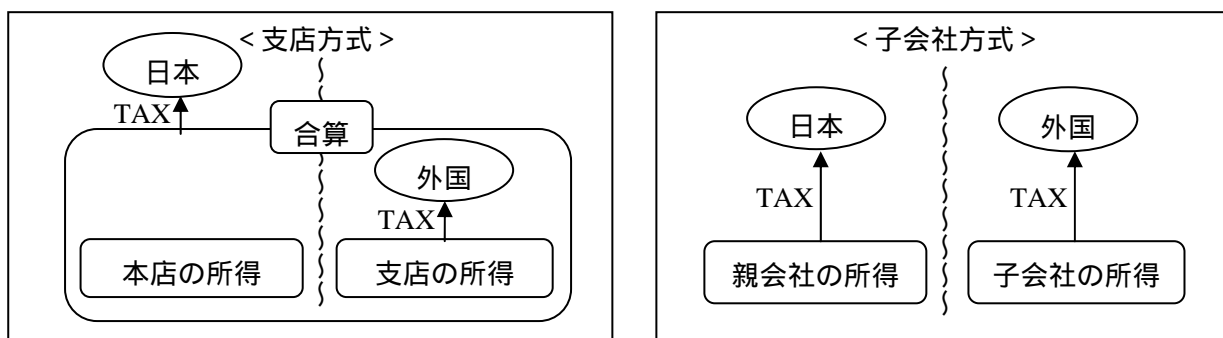 <支店方式>
日本
TAX
合算
外国
TAX
本店の所得
支店の所得
<子会社方式>
日本
外国
TAX
TAX
親会社の所得
子会社の所得